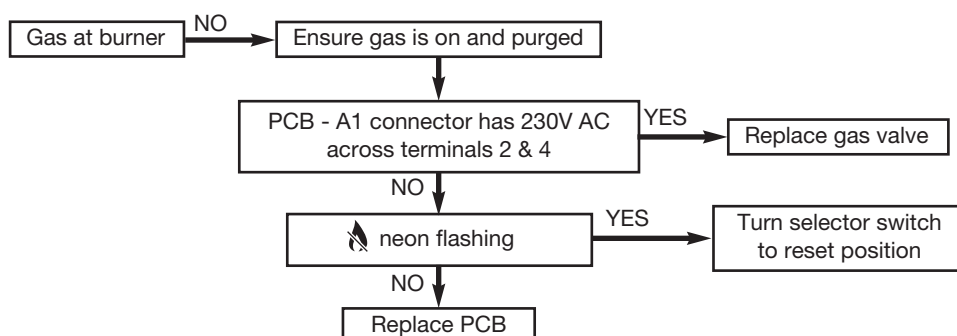 Gas at burner
NO
Ensure gas is on and purged
PCB - A1 connector has 230V AC
across terminals 2 & 4
YES
Replace gas valve
NO
neon flashing
YES
Turn selector switch
to reset position
NO
Replace PCB